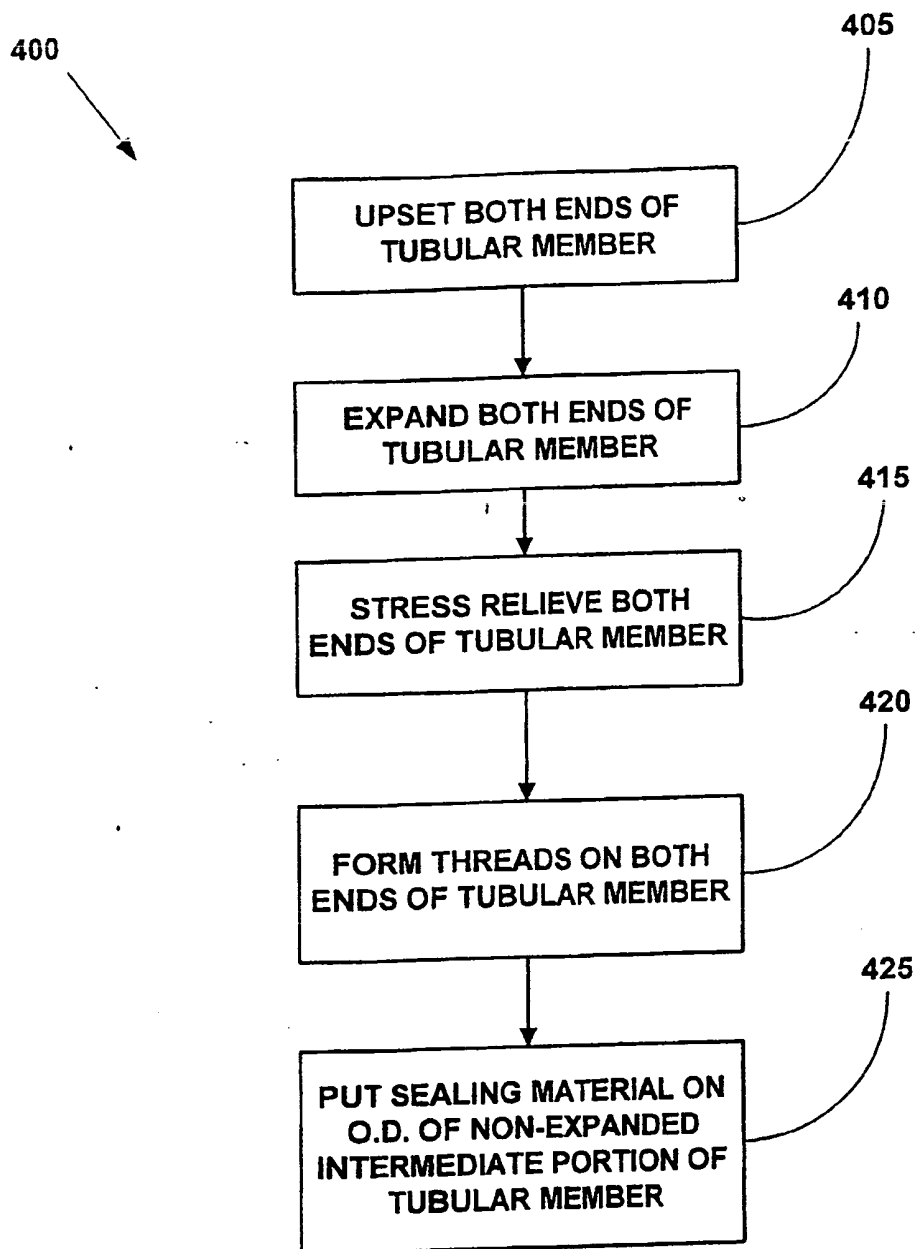 400
405
UPSET BOTH ENDS OF
TUBULAR MEMBER
410
EXPAND BOTH ENDS OF
TUBULAR MEMBER
415
STRESS RELIEVE BOTH
ENDS OF TUBULAR MEMBER
420
FORM THREADS ON BOTH
ENDS OF TUBULAR MEMBER
425
PUT SEALING MATERIAL ON
O.D. OF NON-EXPANDED
INTERMEDIATE PORTION OF
TUBULAR MEMBER